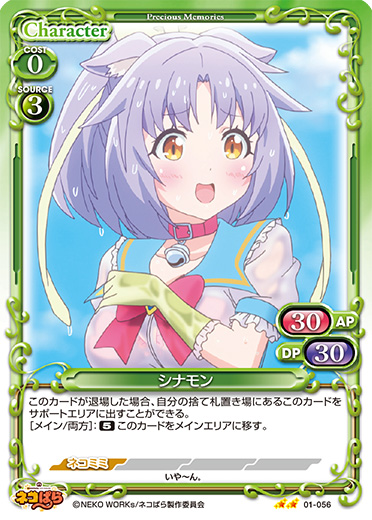 Precious Memories
Character
COST
0
SOURCE
3
30 AP
DP 30
シナモン
このカードが退場した場合、自分の捨て札置き場にあるこのカードを
サポートエリアに出すことができる。
[メイン/両方]:5このカードをメインエリアに移す。
ネコミミ
いや~ん。
ネコぱら
©NEKO WORKs/ネコぱら製作委員会
01-056